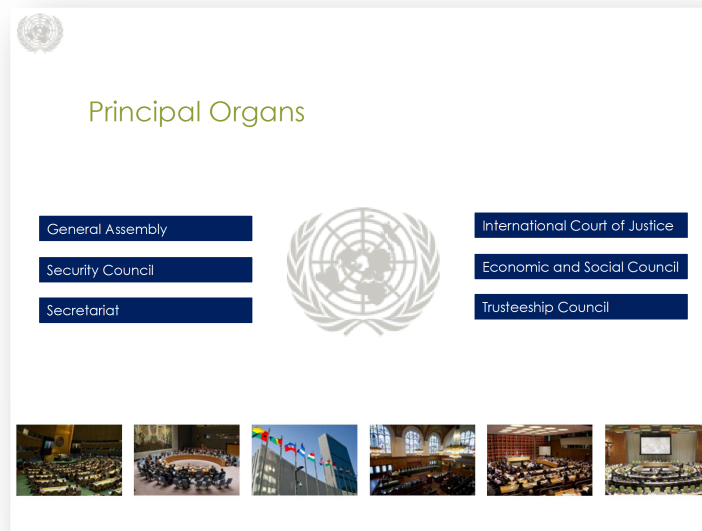 Principal Organs
General Assembly
Security Council
Secretariat
International Court of Justice
Economic and Social Council
Trusteeship Council